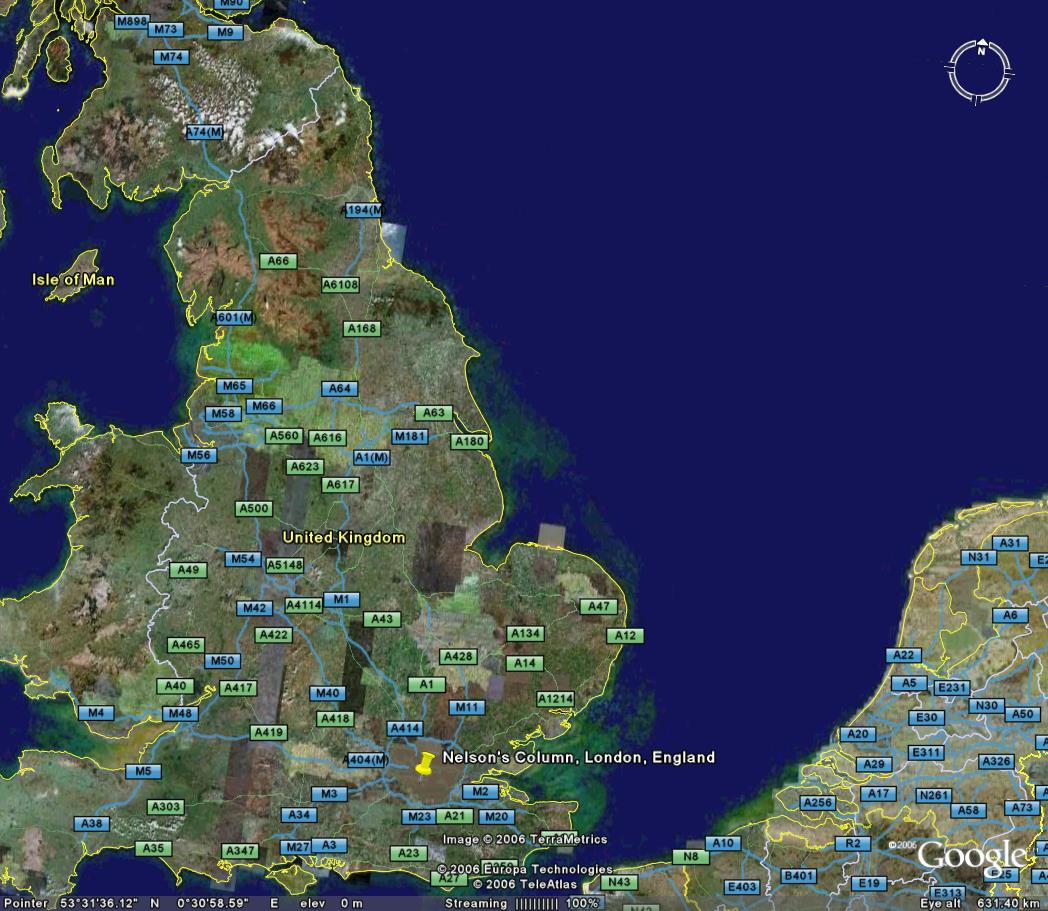 M90
M898
M73
M9
M74
N
A74(M)
A194(M)
A66
Isle of Man
A6108
A601(M)
A168
M65
A64
M58
M66
A63
A560
A616
M181
A180
M56
A1(M)
A623
A617
A500
United Kingdom
A31
N31
M54
A5148
A49
M42
A4114
M1
A47
A6
A43
A422
A134
A12
A465
M50
A428
A14
A22
A40
A417
A1
A5
E231
M40
A1214
N30
M4
M48
A418
M11
E30
A50
A419
A414
A20
A404(M)
Nelson's Column, London, England
E311
A29
A326
M5
M3
M2
A256
A17
N261
A303
A34
M23
A21
M20
A58
A73
A38
Image © 2006 TerraMetrics
A35
A347
M27
A3
A23
N8
A10
R2
©2006
Google
© 2006 Europa Technologies
A27
© 2006 TeleAtlas
N43
E403
B401
E19
E313
Pointer 53°31'36.12" N 0°30'58.59" E elev 0 m
Streaming |||||||||| 100%
Eye alt 631.40 km